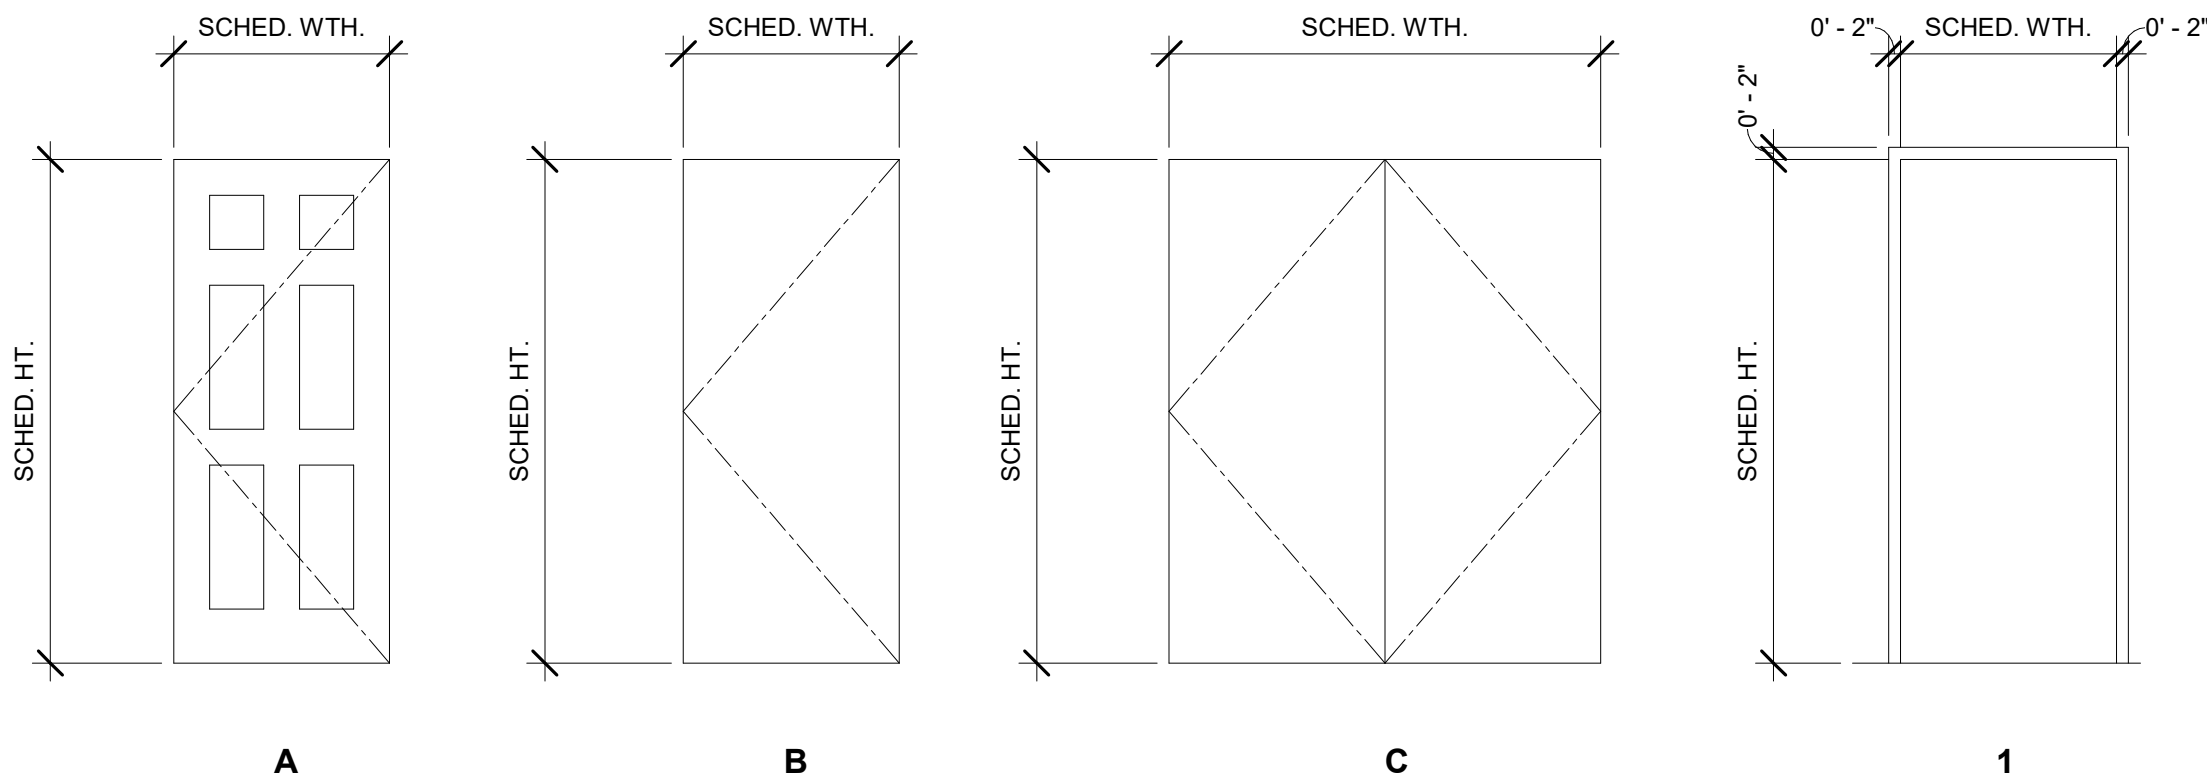 SCHED. WTH.
SCHED. WTH.
SCHED. WTH.
0' - 2"
SCHED. WTH.
0' - 2"
0' - 2"
SCHED. HT.
SCHED. HT.
SCHED. HT.
SCHED. HT.
A
B
C
1